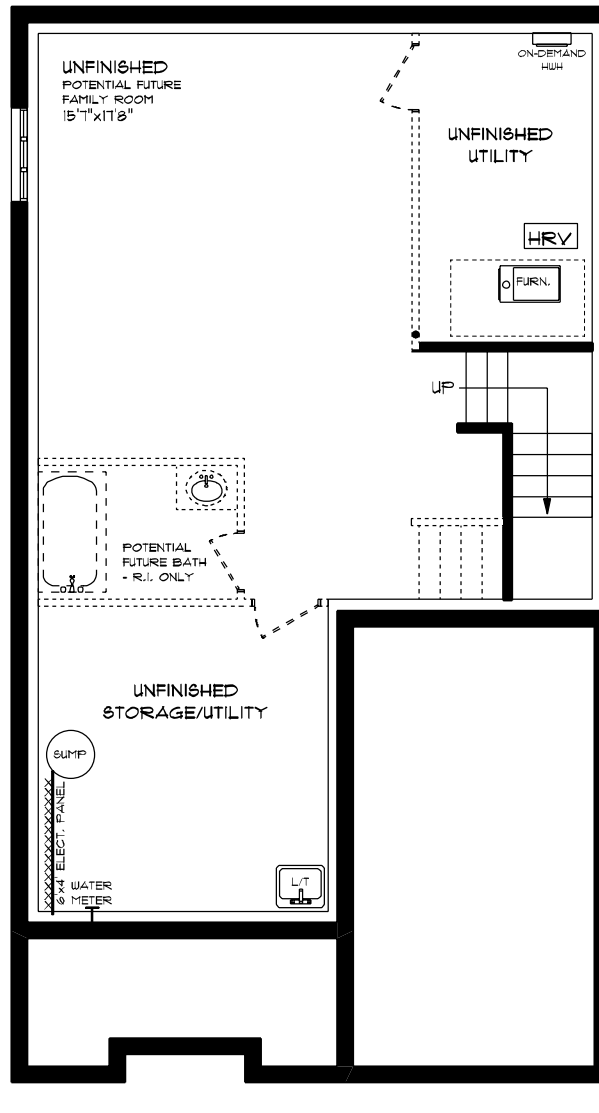 UNFINISHED
POTENTIAL FUTURE
FAMILY ROOM
15'7"x17'8"
ON-DEMAND
HWH
UNFINISHED
UTILITY
HRV
FURN.
UP
POTENTIAL
FUTURE BATH
- R.I. ONLY
UNFINISHED
STORAGE/UTILITY
SUMP
6'x4' ELECT. PANEL
WATER
METER
L/T